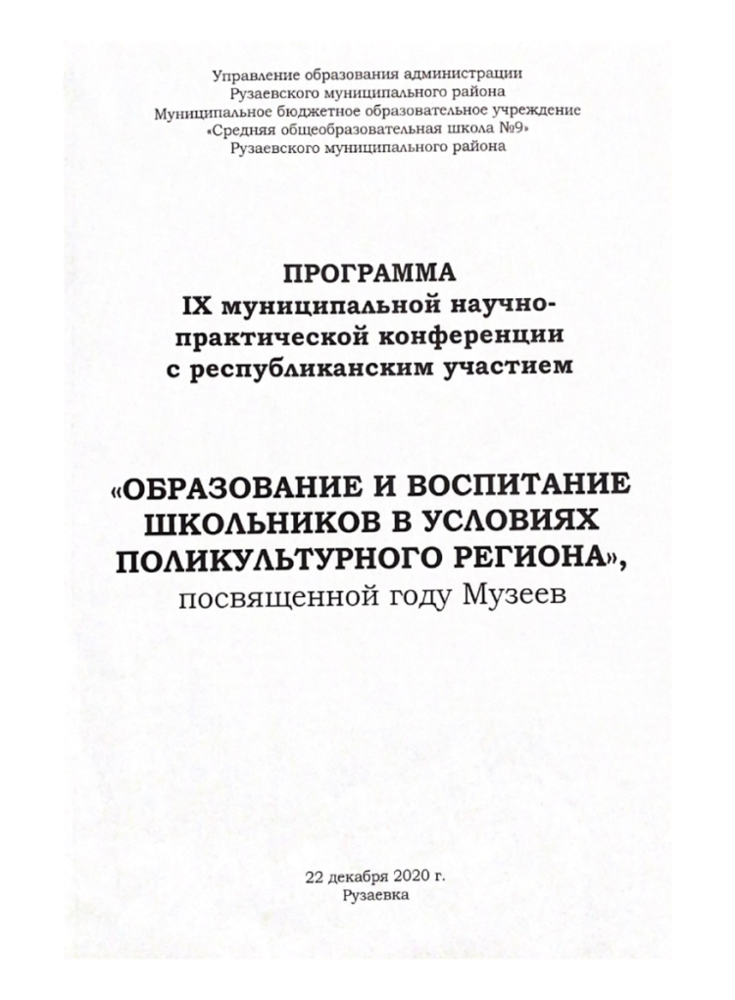 Управление образования администрации
Рузаевского муниципального района
Муниципальное бюджетное образовательное учреждение
«Средняя общеобразовательная школа №9»
Рузаевского муниципального района
ПРОГРАММА
IX муниципальной научно-
практической конференции
с республиканским участием
«ОБРАЗОВАНИЕ И ВОСПИТАНИЕ
ШКОЛЬНИКОВ В УСЛОВИЯХ
ПОЛИКУЛЬТУРНОГО РЕГИОНА»,
посвященной году Музеев
22 декабря 2020 г.
Рузаевка